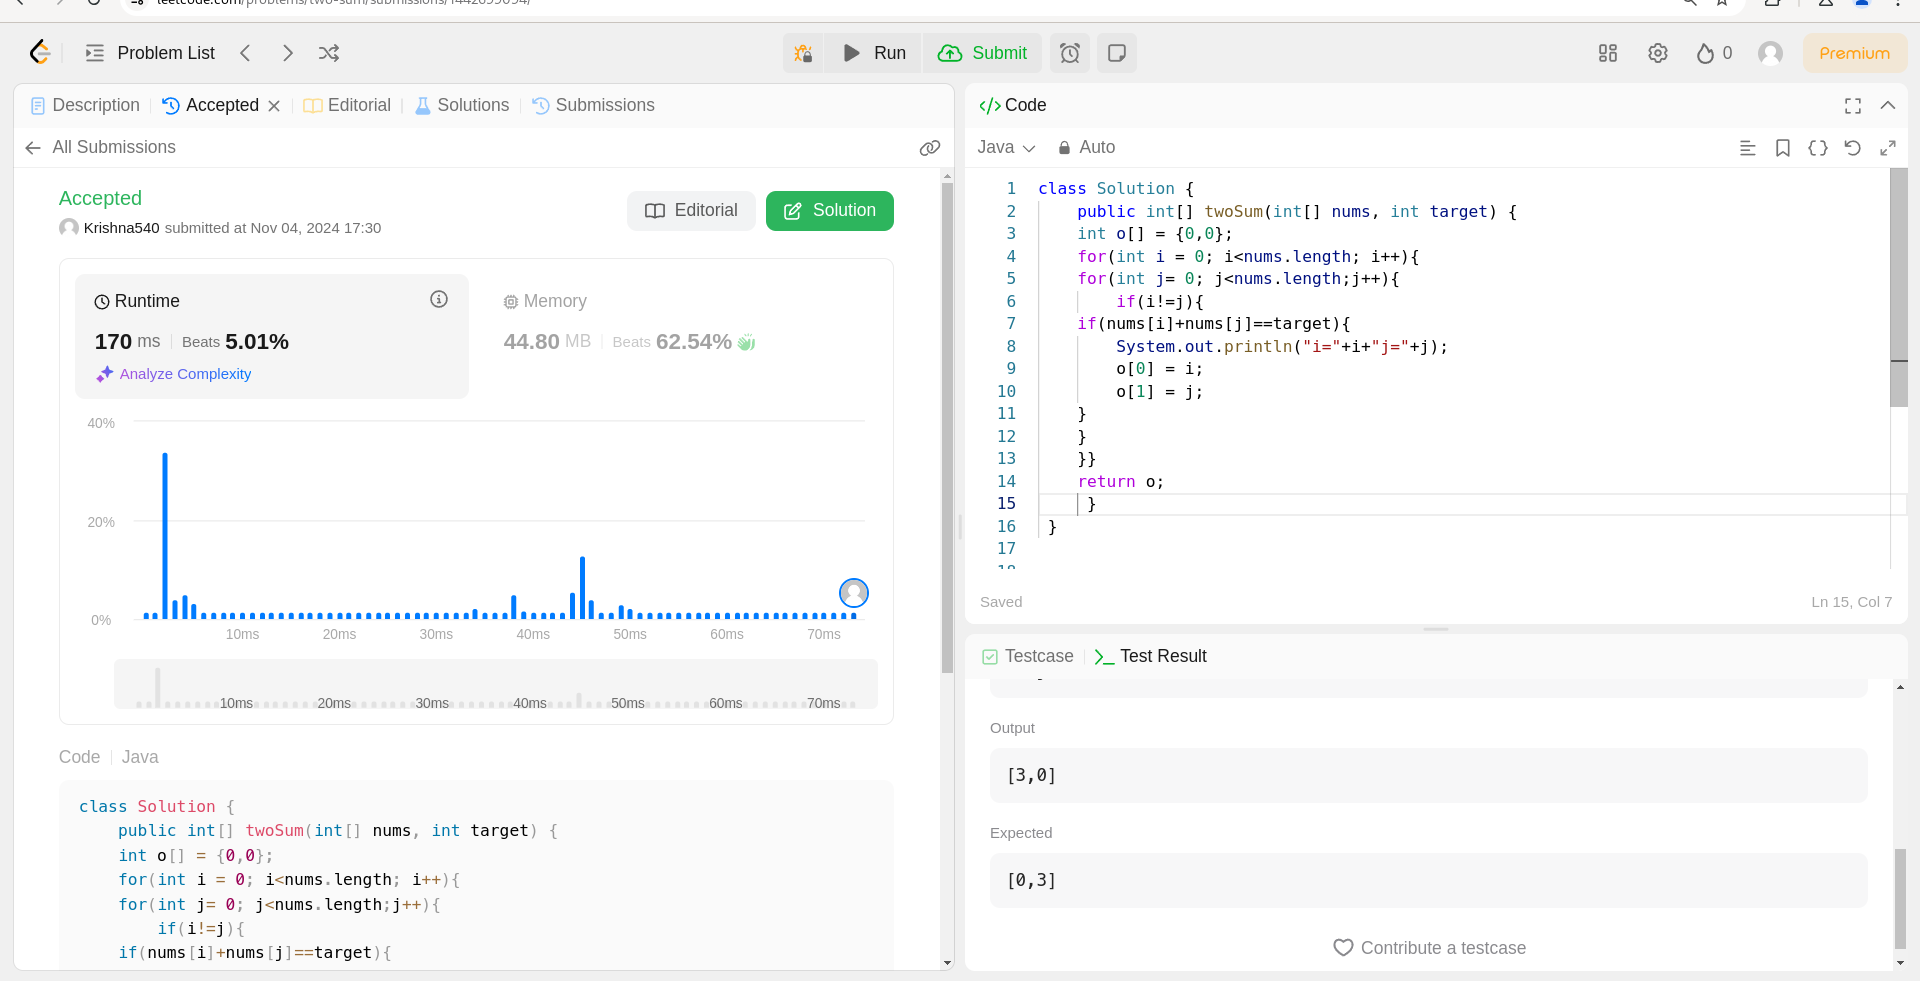 leetcode.com/problems/two-sum/submissions/1442699094/
Problem List
Run
Submit
0
Premium
Description
Accepted
Editorial
Solutions
Submissions
All Submissions
Accepted
Krishna540 submitted at Nov 04, 2024 17:30
Editorial
Solution
Runtime
170 ms
Beats 5.01%
Analyze Complexity
Memory
44.80 MB
Beats 62.54%
40%
20%
0%
10ms
20ms
30ms
40ms
50ms
60ms
70ms
10ms
20ms
30ms
40ms
50ms
60ms
70ms
Code
Java
class Solution {
public int[] twoSum(int[] nums, int target) {
int o[] = {0,0};
for(int i = 0; i<nums.length; i++){
for(int j= 0; j<nums.length;j++){
if(i!=j){
if(nums[i]+nums[j]==target){
</> Code
Java
Auto
1 class Solution {
2 public int[] twoSum(int[] nums, int target) {
3 int o[] = {0,0};
4 for(int i = 0; i<nums.length; i++){
5 for(int j= 0; j<nums.length;j++){
6 if(i!=j){
7 if(nums[i]+nums[j]==target){
8 System.out.println("i="+i+"j="+j);
9 o[0] = i;
10 o[1] = j;
11 }
12 }
13 }}
14 return o;
15 }
16 }
17
Saved
Ln 15, Col 7
Testcase
Test Result
Output
[3,0]
Expected
[0,3]
Contribute a testcase